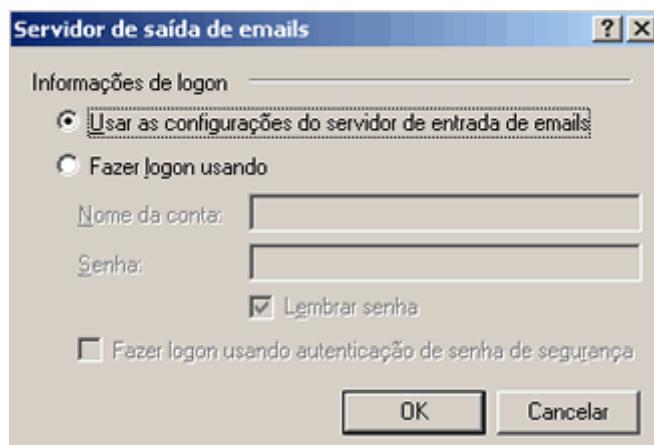 Servidor de saída de emails
Informações de logon
Usar as configurações do servidor de entrada de emails
Fazer logon usando
Nome da conta:
Senha:
Lembrar senha
Fazer logon usando autenticação de senha de segurança
OK Cancelar